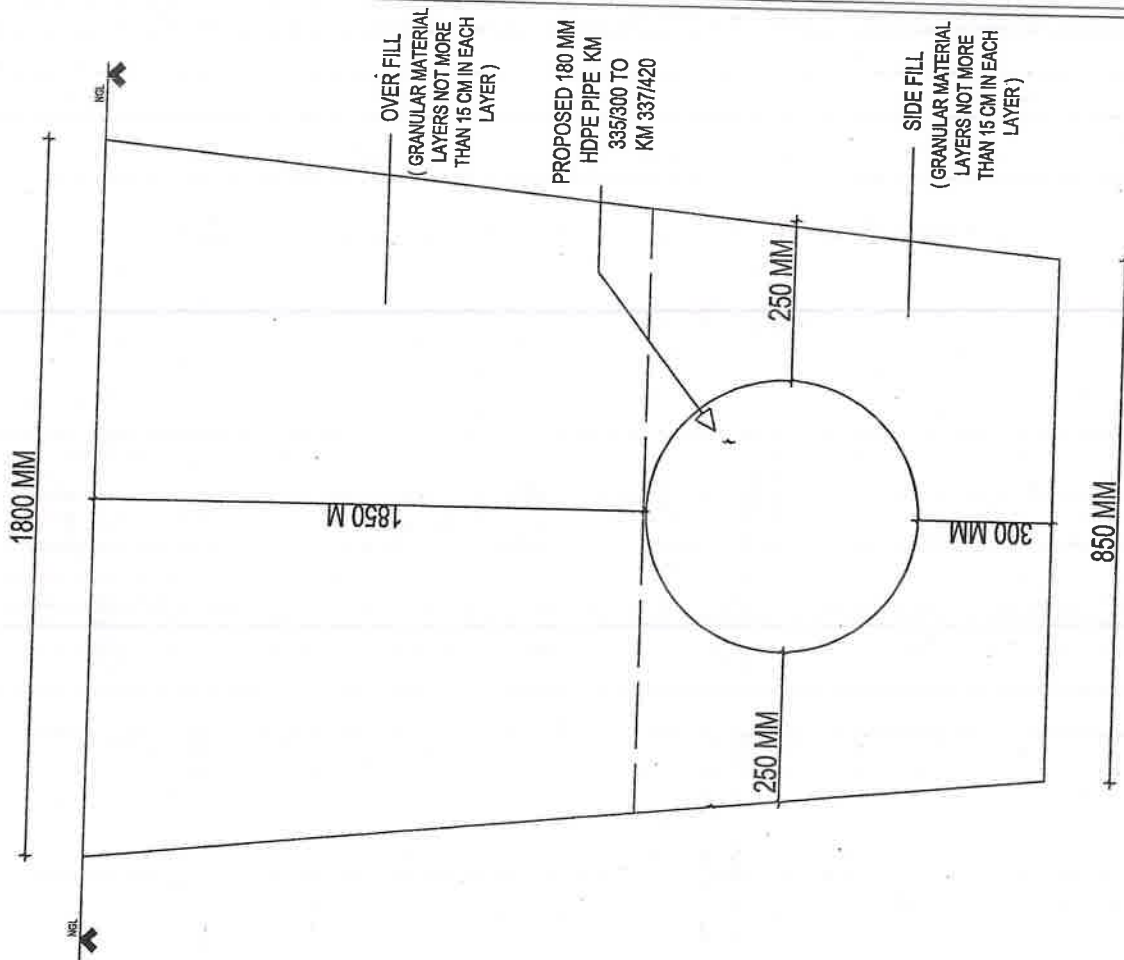 1800 MM
NGL
NGL
OVER FILL
( GRANULAR MATERIAL
LAYERS NOT MORE
THAN 15 CM IN EACH
LAYER )
1850 M
PROPOSED 180 MM
HDPE PIPE KM
335/300 TO
KM 337/420
250 MM
250 MM
SIDE FILL
( GRANULAR MATERIAL
LAYERS NOT MORE
THAN 15 CM IN EACH
LAYER )
300 MM
850 MM